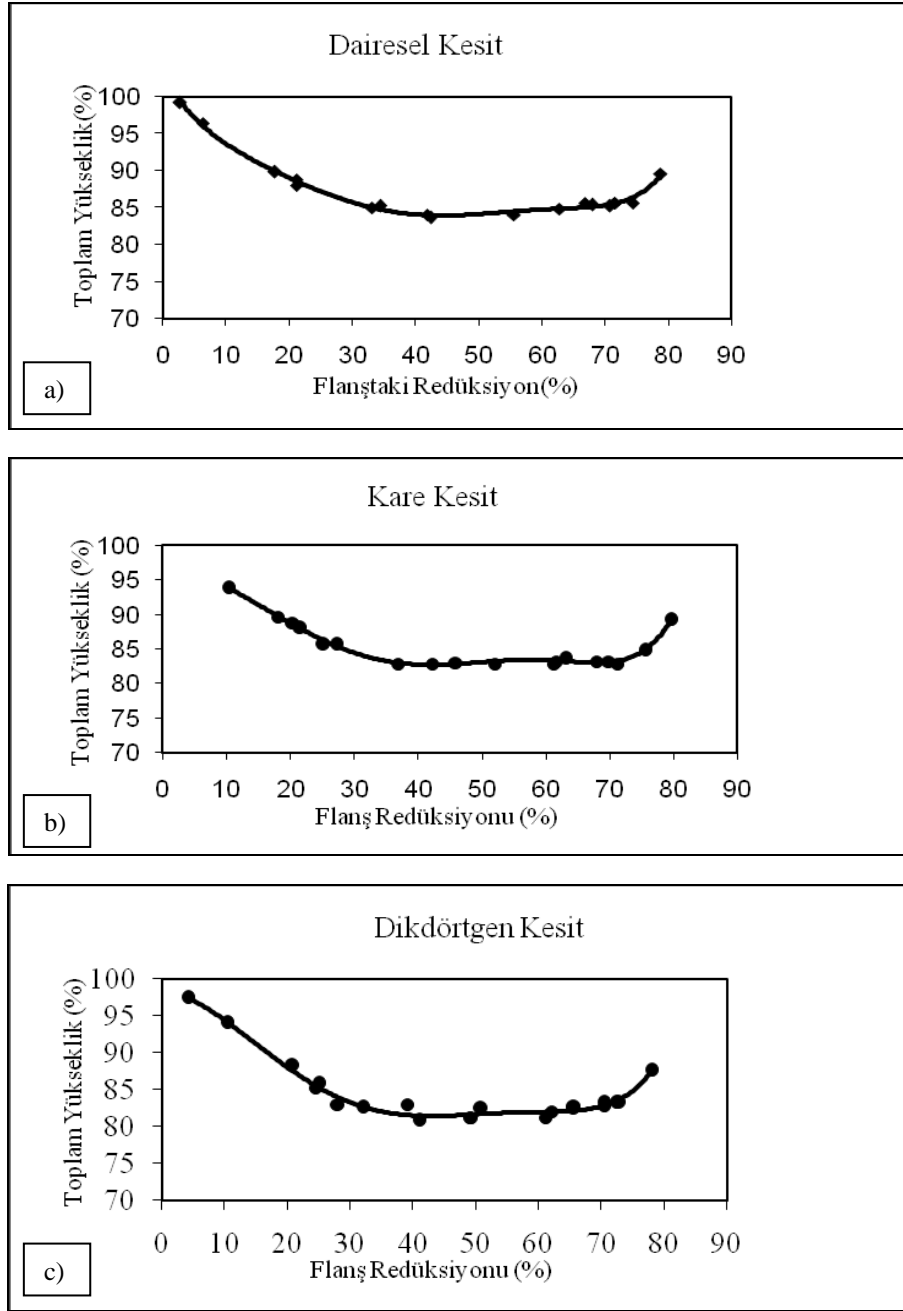 Dairesel Kesit
Toplam Yükseklik(%)
100
95
90
85
80
75
70
0 10 20 30 40 50 60 70 80 90
Flanştaki Redüksiyon(%)
a)
Kare Kesit
Toplam Yükseklik (%)
100
95
90
85
80
75
70
0 10 20 30 40 50 60 70 80 90
Flanş Redüksiyonu (%)
b)
Dikdörtgen Kesit
Toplam Yükseklik (%)
100
95
90
85
80
75
70
0 10 20 30 40 50 60 70 80 90
Flanş Redüksiyonu (%)
c)